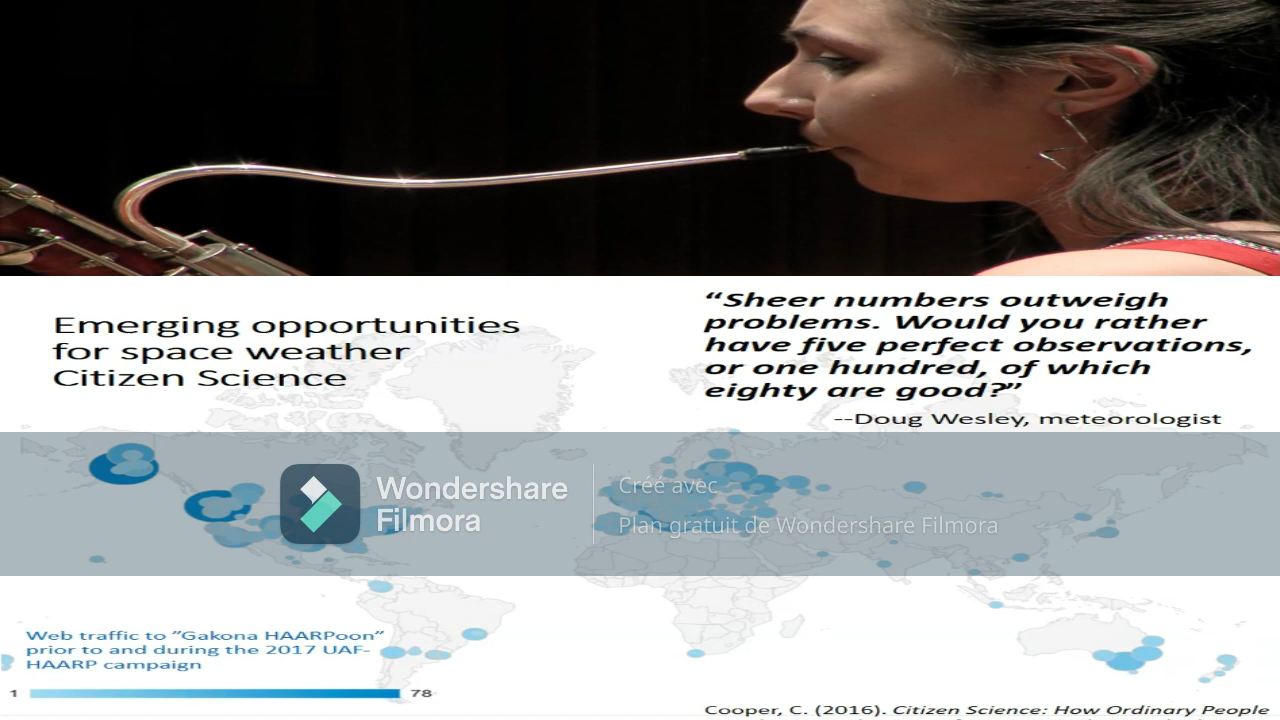 Emerging opportunities
for space weather
Citizen Science
“Sheer numbers outweigh
problems. Would you rather
have five perfect observations,
or one hundred, of which
eighty are good?”
--Doug Wesley, meteorologist
Wondershare
Filmora
Créé avec
Plan gratuit de Wondershare Filmora
Web traffic to “Gakona HAARPoon”
prior to and during the 2017 UAF-
HAARP campaign
1 78
Cooper, C. (2016). Citizen Science: How Ordinary People